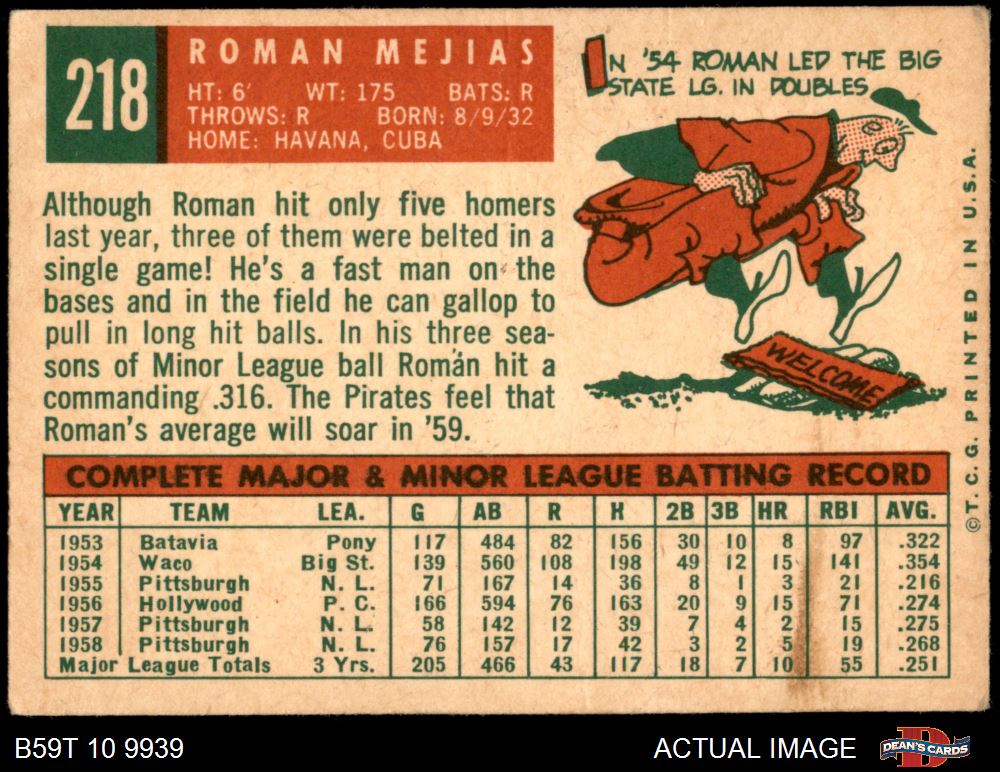 218
ROMAN MEJIAS
HT: 6' WT: 175 BATS: R
THROWS: R BORN: 8/9/32
HOME: HAVANA, CUBA
IN '54 ROMAN LED THE BIG
STATE LG. IN DOUBLES
WELCOME
Although Roman hit only five homers
last year, three of them were belted in a
single game! He's a fast man on the
bases and in the field he can gallop to
pull in long hit balls. In his three sea-
sons of Minor League ball Román hit a
commanding .316. The Pirates feel that
Roman's average will soar in '59.
COMPLETE MAJOR & MINOR LEAGUE BATTING RECORD
YEAR TEAM LEA. G AB R H 2B 3B HR RBI AVG.
1953 Batavia Pony 117 484 82 156 30 10 8 97 .322
1954 Waco Big St. 139 560 108 198 49 12 15 141 .354
1955 Pittsburgh N. L. 71 167 14 36 8 1 3 21 .216
1956 Hollywood P. C. 166 594 76 163 20 9 15 71 .274
1957 Pittsburgh N. L. 58 142 12 39 7 4 2 15 .275
1958 Pittsburgh N. L. 76 157 17 42 3 2 5 19 .268
Major League Totals 3 Yrs. 205 466 43 117 18 7 10 55 .251
©T. C. G. PRINTED IN U.S.A.
B59T 10 9939
ACTUAL IMAGE
D
DEAN'S CARDS